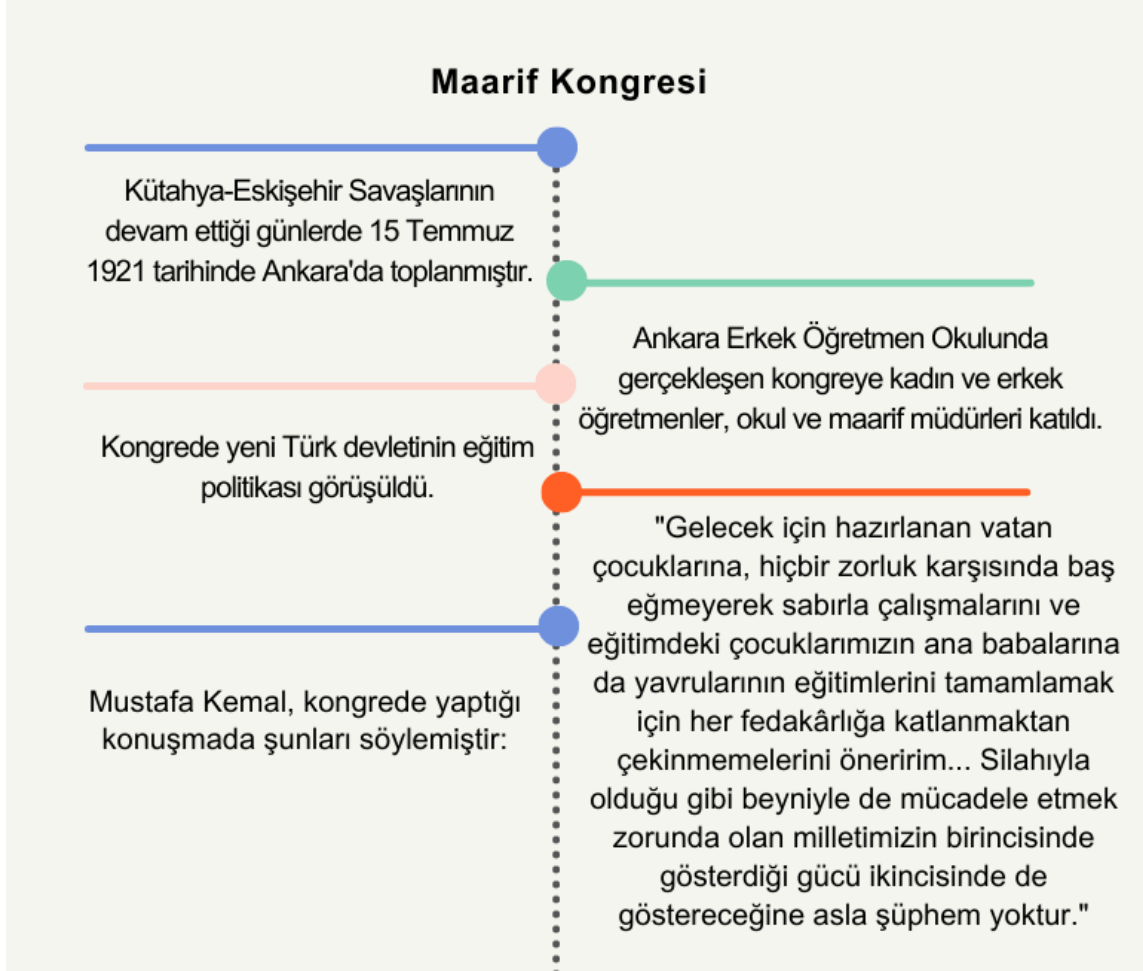 Maarif Kongresi
Kütahya-Eskişehir Savaşlarının
devam ettiği günlerde 15 Temmuz
1921 tarihinde Ankara'da toplanmıştır.
Ankara Erkek Öğretmen Okulunda
gerçekleşen kongreye kadın ve erkek
öğretmenler, okul ve maarif müdürleri katıldı.
Kongrede yeni Türk devletinin eğitim
politikası görüşüldü.
Mustafa Kemal, kongrede yaptığı
konuşmada şunları söylemiştir:
"Gelecek için hazırlanan vatan
çocuklarına, hiçbir zorluk karşısında baş
eğmeyerek sabırla çalışmalarını ve
eğitimdeki çocuklarımızın ana babalarına
da yavrularının eğitimlerini tamamlamak
için her fedakârlığa katlanmaktan
çekinmemelerini öneririm... Silahıyla
olduğu gibi beyniyle de mücadele etmek
zorunda olan milletimizin birincisinde
gösterdiği gücü ikincisinde de
göstereceğine asla şüphem yoktur."